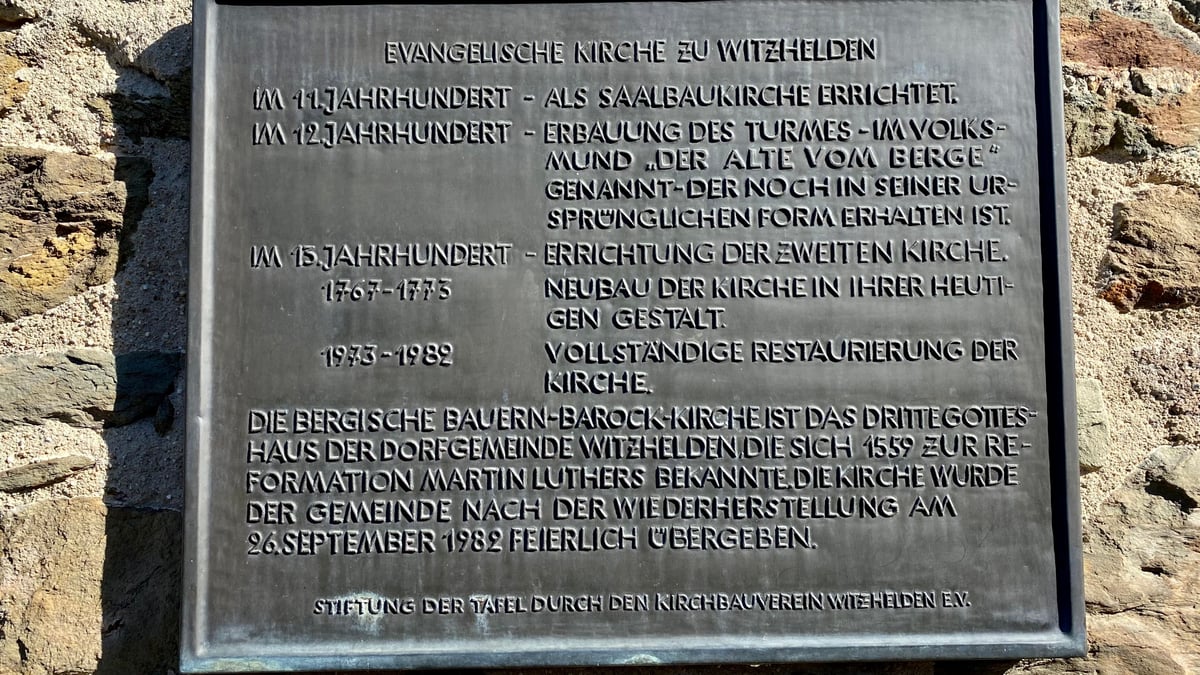 EVANGELISCHE KIRCHE ZU WITZHELDEN
IM 11. JAHRHUNDERT - ALS SAALBAUKIRCHE ERRICHTET.
IM 12. JAHRHUNDERT - ERBAUUNG DES TURMES - IM VOLKS-
MUND „DER ALTE VOM BERGE“
GENANNT - DER NOCH IN SEINER UR-
SPRÜNGLICHEN FORM ERHALTEN IST.
IM 15. JAHRHUNDERT - ERRICHTUNG DER ZWEITEN KIRCHE.
1767-1773 NEUBAU DER KIRCHE IN IHRER HEUTI-
GEN GESTALT.
1973-1982 VOLLSTÄNDIGE RESTAURIERUNG DER
KIRCHE.
DIE BERGISCHE BAUERN-BAROCK-KIRCHE IST DAS DRITTE GOTTES-
HAUS DER DORFGEMEINDE WITZHELDEN, DIE SICH 1559 ZUR RE-
FORMATION MARTIN LUTHERS BEKANNTE, DIE KIRCHE WURDE
DER GEMEINDE NACH DER WIEDERHERSTELLUNG AM
26. SEPTEMBER 1982 FEIERLICH ÜBERGEBEN.
STIFTUNG DER TAFEL DURCH DEN KIRCHBAUVEREIN WITZHELDEN E.V.